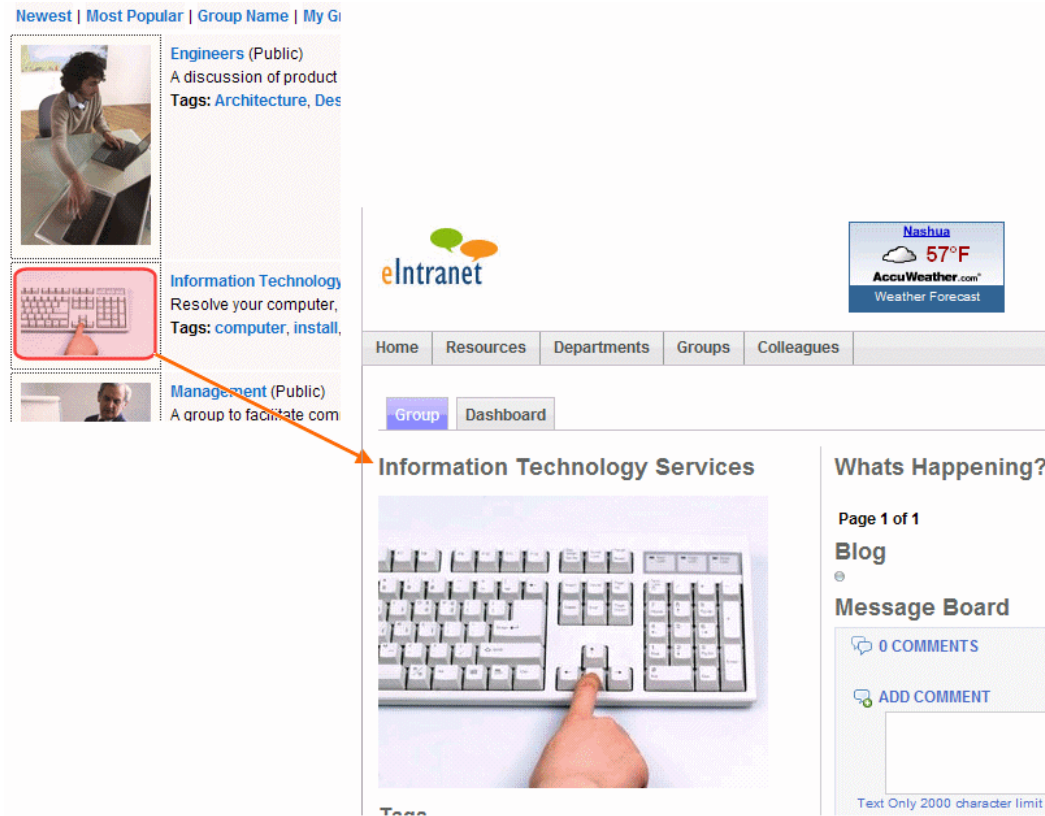 Newest | Most Popular | Group Name | My
Engineers (Public)
A discussion of product
Tags: Architecture, Des
Information Technology
Resolve your computer,
Tags: computer, install,
Management (Public)
A group to facilitate com
eIntranet
Nashua
57°F
AccuWeather.com®
Weather Forecast
Home Resources Departments Groups Colleagues
Group Dashboard
Information Technology Services
Whats Happening?
Page 1 of 1
Blog
Message Board
0 COMMENTS
ADD COMMENT
Text Only 2000 character limit
Tags